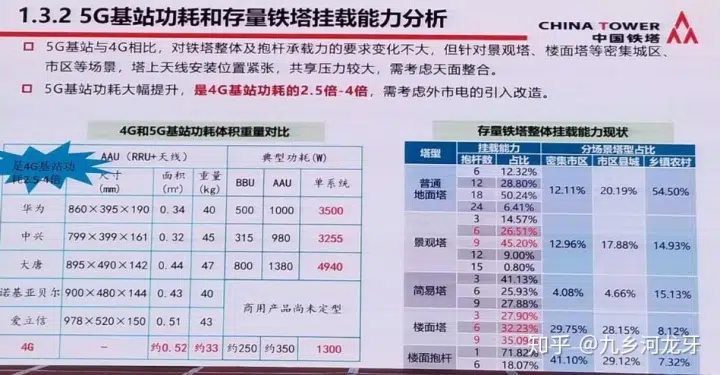 1.3.2 5G基站功耗和存量铁塔挂载能力分析
CHINA TOWER
中国铁塔
5G基站与4G相比，对铁塔整体及抱杆承载力的要求变化不大，但针对景观塔、楼面塔等密集城区、
市区等场景，塔上天线安装位置紧张，共享压力较大，需考虑天面整合。
5G基站功耗大幅提升，是4G基站功耗的2.5倍-4倍，需考虑外市电的引入改造。
4G和5G基站功耗体积重量对比
是4G基站功
耗2.5-4倍
AAU（RRU+天线） 典型功耗(W)
尺寸(mm) 面积(㎡) 重量(kg) BBU AAU 单系统
华为 860×395×190 0.34 40 500 1000 3500
中兴 799×399×161 0.32 45 315 980 3255
大唐 895×490×142 0.44 47 800 1380 4940
诺基亚贝尔 900×480×144 0.43 40 商用产品尚未定型
爱立信 978×520×150 0.51 43
4G — 约0.52 约33 约250 约350 1300
存量铁塔整体挂载能力现状
塔型 挂载能力 分场景塔型占比
抱杆数 占比 密集市区 市区县城 乡镇农村
普通地面塔 6 12.32% 12.11% 20.19% 54.50%
12 28.80%
18 50.24%
24 6.41%
景观塔 3 14.57% 12.96% 17.88% 14.93%
6 26.51%
9 45.20%
12 9.00%
15 0.80%
简易塔 3 41.13% 4.08% 4.66% 15.13%
6 25.93%
9 27.88%
楼面塔 3 27.90% 29.75% 28.15% 8.12%
6 32.23%
9 35.09%
楼面抱杆 1 71.82% 41.10% 29.12% 7.32%
6 18.07%
知乎 @九乡河龙牙